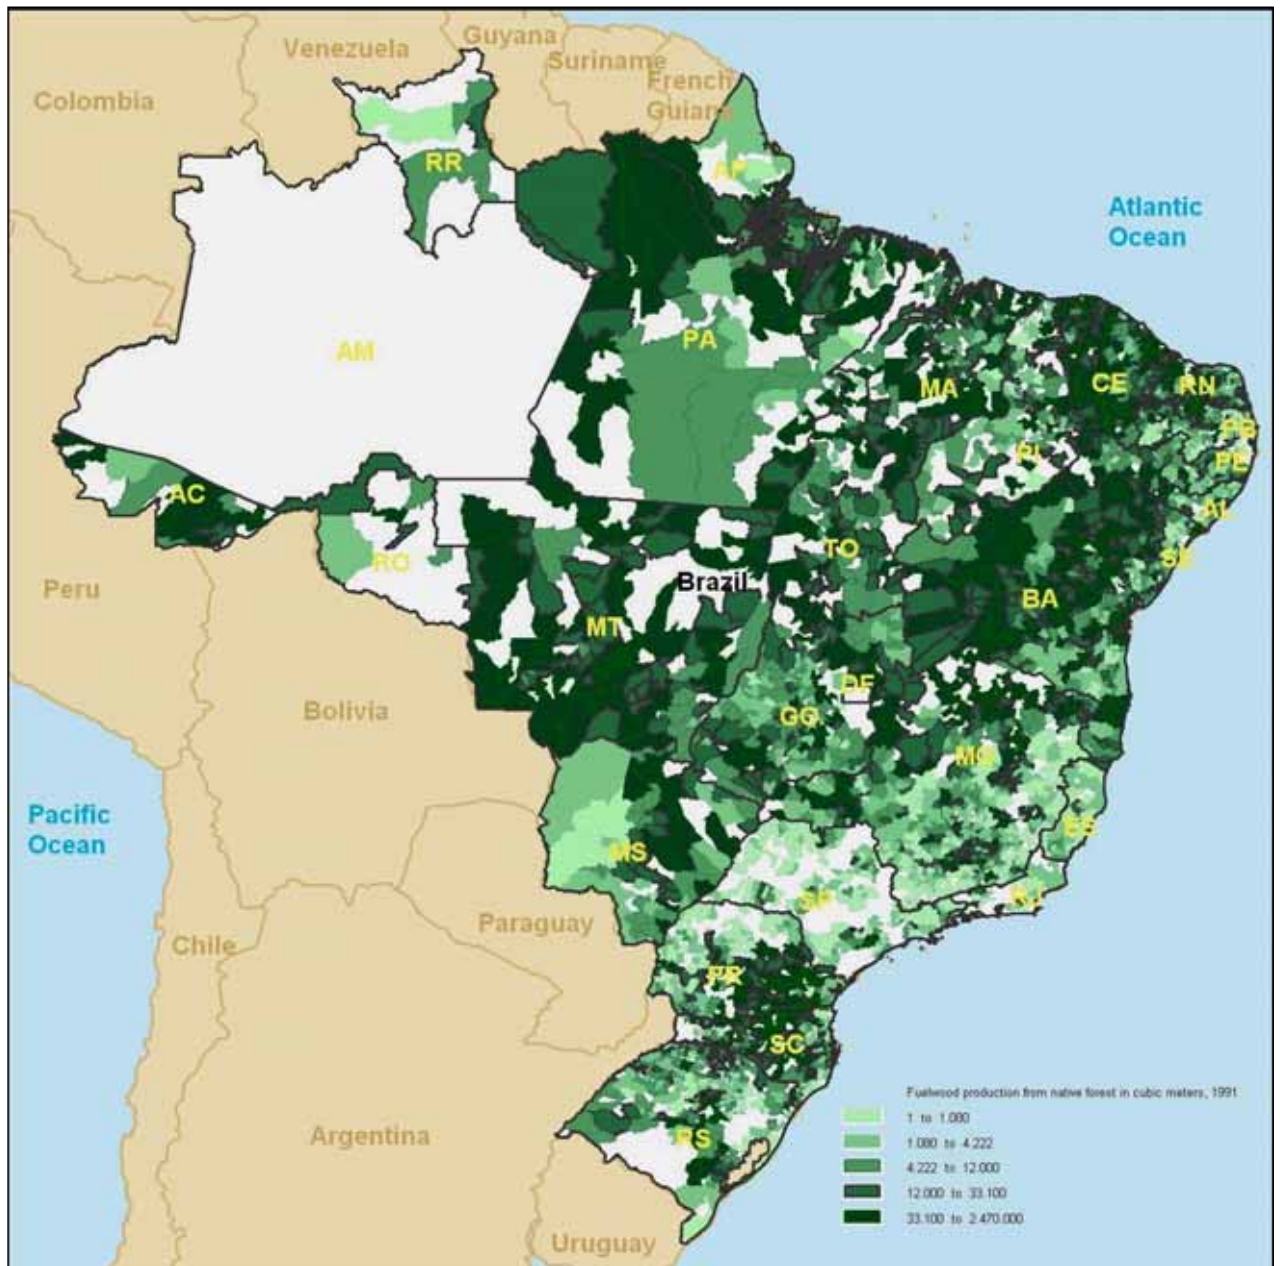 Guyana
Venezuela
Suriname
French
Guiana
Colombia
RR
AP
Atlantic
Ocean
AM
PA
MA
CE
RN
PB
PI
PE
AC
AL
TO
SE
RO
Brazil
Peru
BA
MT
DF
Bolivia
GO
MG
Pacific
Ocean
ES
MS
RJ
SP
Paraguay
Chile
PR
SC
Argentina
RS
Uruguay
Fuelwood production from native forest in cubic meters, 1991
1 to 1.080
1.080 to 4.222
4.222 to 12.000
12.000 to 33.100
33.100 to 2.470.000